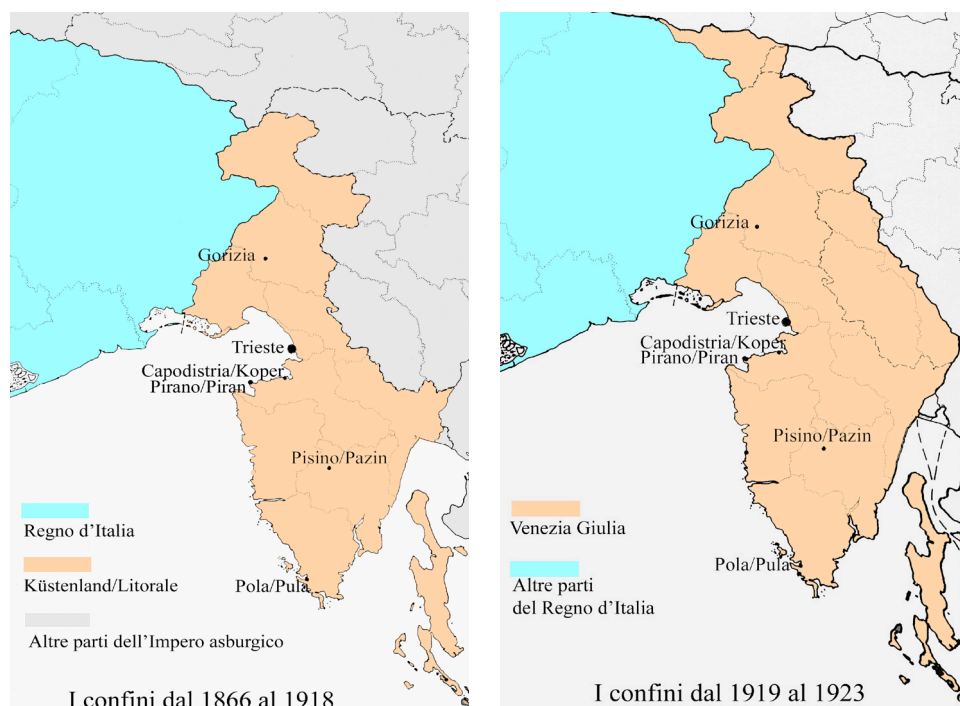 Gorizia
Trieste
Capodistria/Koper
Pirano/Piran
Pisino/Pazin
Regno d'Italia
Küstenland/Litorale
Pola/Pula
Altre parti dell'Impero asburgico
I confini dal 1866 al 1918
Gorizia
Trieste
Capodistria/Koper
Pirano/Piran
Pisino/Pazin
Venezia Giulia
Pola/Pula
Altre parti
del Regno d'Italia
I confini dal 1919 al 1923